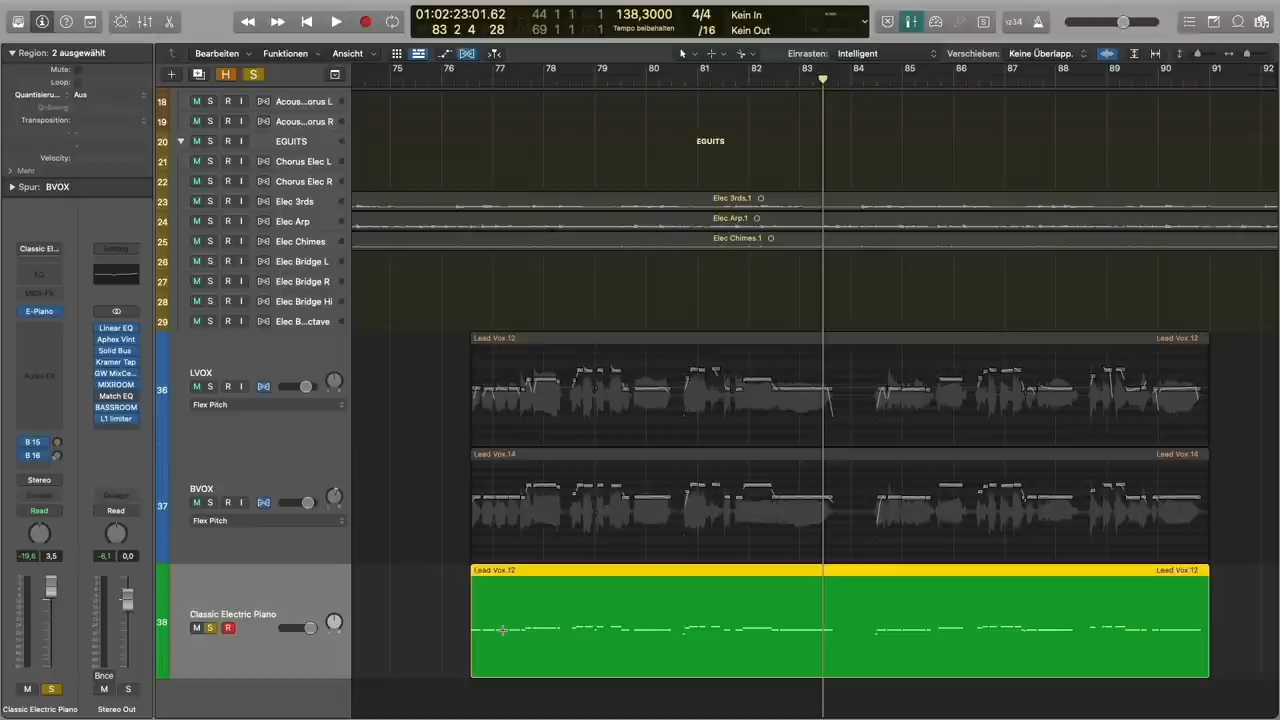 01:02:23:01.62
83 2 4 28
44 1 1
69 1 1
138,3000
Tempo beibehalten
4/4
/16
Kein In
Kein Out
1234
Region: 2 ausgewählt
Mute:
Loop:
Quantisieru... Aus
Q-Swing:
Transposition:
Velocity:
Mehr
Spur: BVOX
Bearbeiten
Funktionen
Ansicht
Einrasten: Intelligent
Verschieben: Keine Überlapp.
H
S
75 76 77 78 79 80 81 82 83 84 85 86 87 88 89 90 91 92
18 M S R I Acous...orus L
19 M S R I Acous...orus R
20 M S R I EGUITS
EGUITS
21 M S R I Chorus Elec L
22 M S R I Chorus Elec R
23 M S R I Elec 3rds
Elec 3rds.1
24 M S R I Elec Arp
Elec Arp.1
25 M S R I Elec Chimes
Elec Chimes.1
26 M S R I Elec Bridge L
27 M S R I Elec Bridge R
28 M S R I Elec Bridge Hi
29 M S R I Elec B...ctave
Lead Vox.12 Lead Vox.12
LVOX
36 M S R I
Flex Pitch
Lead Vox.14 Lead Vox.14
BVOX
37 M S R I
Flex Pitch
Lead Vox.12 Lead Vox.12
Classic Electric Piano
38 M S R
Classic El...
EQ
MIDI-FX
E-Piano
Audio FX
B 15
B 16
Stereo
Read
-19,6 3,5
M S
Classic Electric Piano
Setting
Linear EQ
Aphex Vint
Solid Bus
Kramer Tap
GW MixCe...
MIXROOM
Match EQ
BASSROOM
L1 limiter
Read
-6,1 0,0
Bnce
M S
Stereo Out